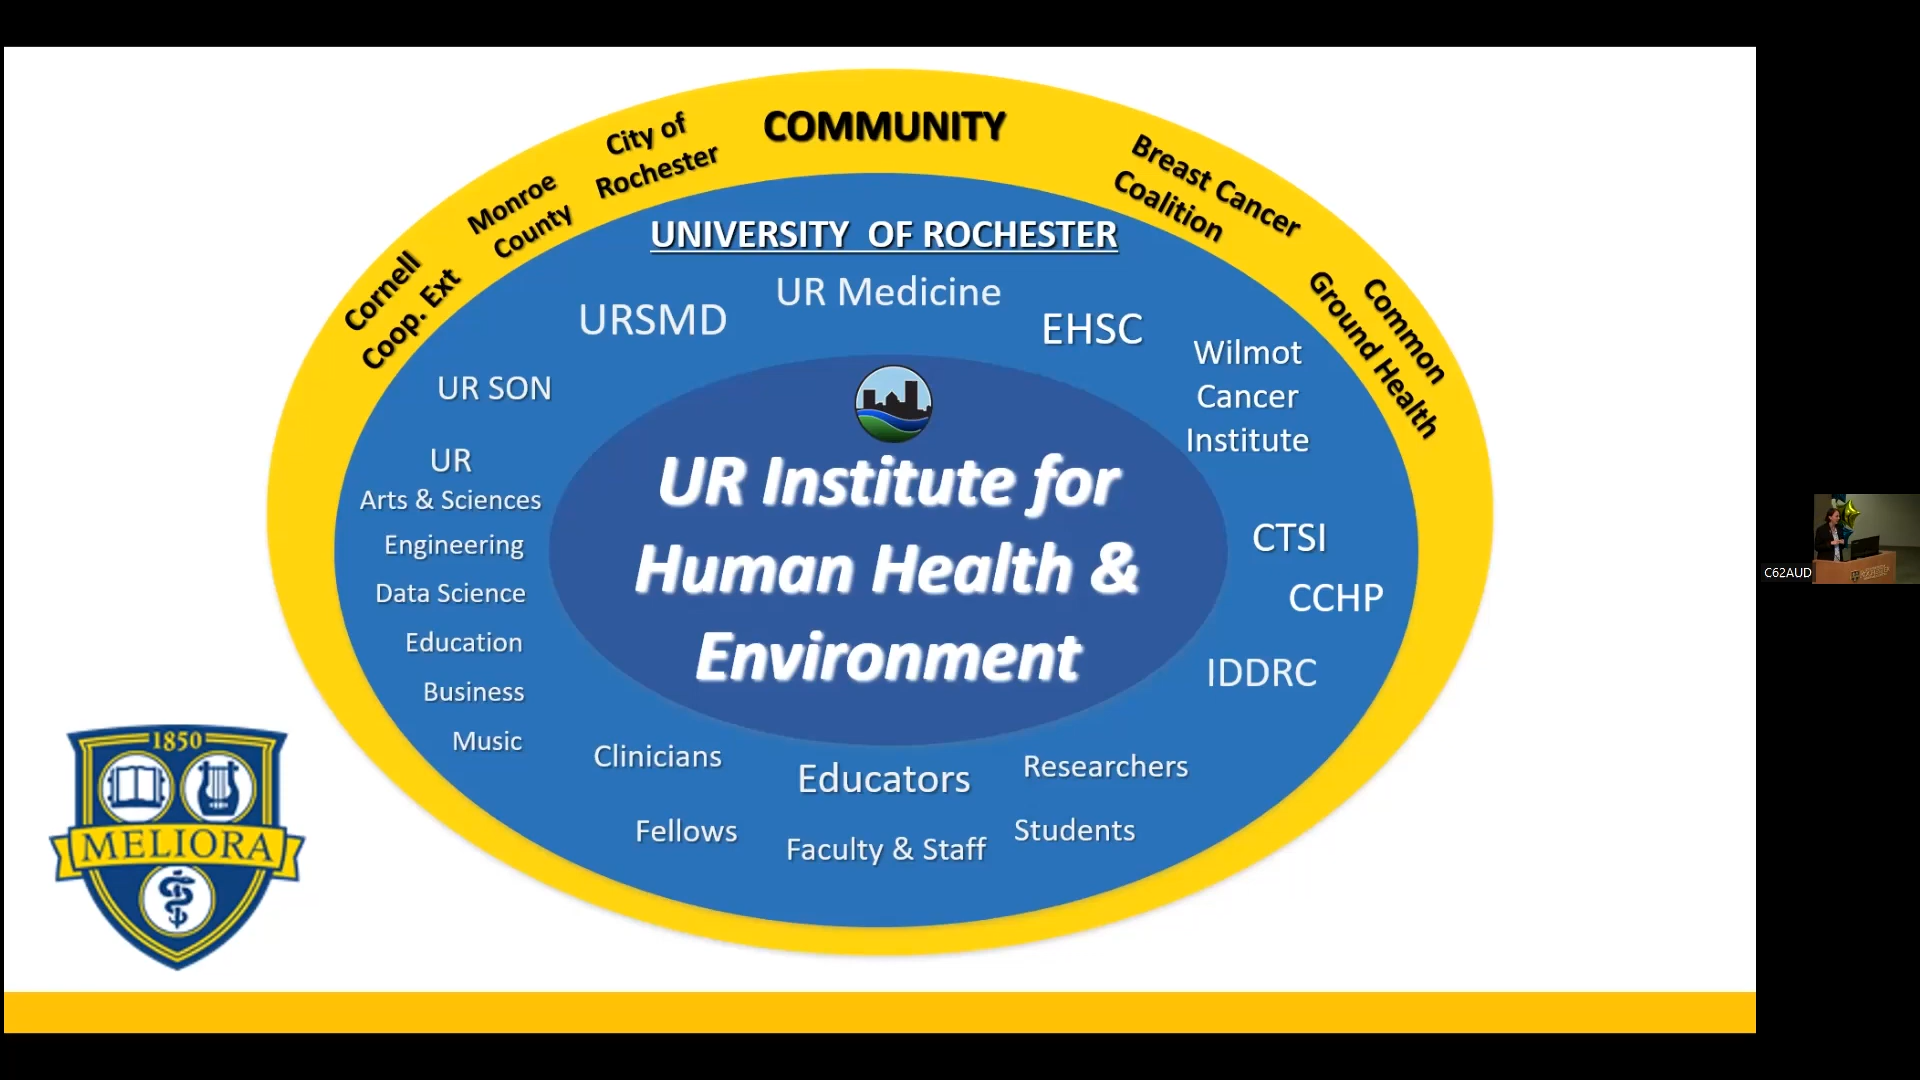 COMMUNITY
City of
Rochester
Monroe
County
Cornell
Coop. Ext
Breast Cancer
Coalition
Common
Ground Health
UNIVERSITY OF ROCHESTER
UR Medicine
URSMD
EHSC
Wilmot
Cancer
Institute
UR SON
UR
Arts & Sciences
Engineering
Data Science
Education
Business
Music
UR Institute for
Human Health &
Environment
CTSI
CCHP
IDDRC
Clinicians
Educators
Researchers
Fellows
Faculty & Staff
Students
1850
MELIORA
C62AUD